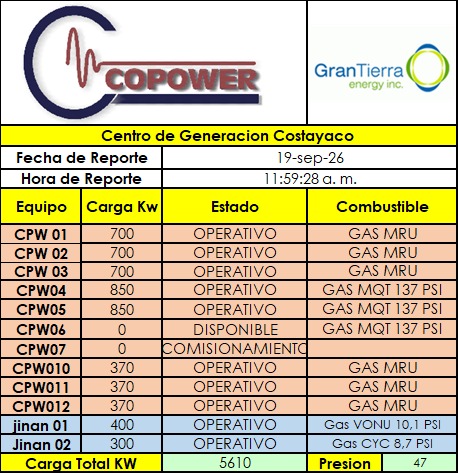 COPOWER
GranTierra
energy inc.
Centro de Generacion Costayaco
Fecha de Reporte 19-sep-26
Hora de Reporte 11:59:28 a. m.
Equipo Carga Kw Estado Combustible
CPW 01 700 OPERATIVO GAS MRU
CPW 02 700 OPERATIVO GAS MRU
CPW 03 700 OPERATIVO GAS MRU
CPW04 850 OPERATIVO GAS MQT 137 PSI
CPW05 850 OPERATIVO GAS MQT 137 PSI
CPW06 0 DISPONIBLE GAS MQT 137 PSI
CPW07 0 COMISIONAMIENTO
CPW010 370 OPERATIVO GAS MRU
CPW011 370 OPERATIVO GAS MRU
CPW012 370 OPERATIVO GAS MRU
jinan 01 400 OPERATIVO Gas VONU 10,1 PSI
Jinan 02 300 OPERATIVO Gas CYC 8,7 PSI
Carga Total KW 5610 Presion 47